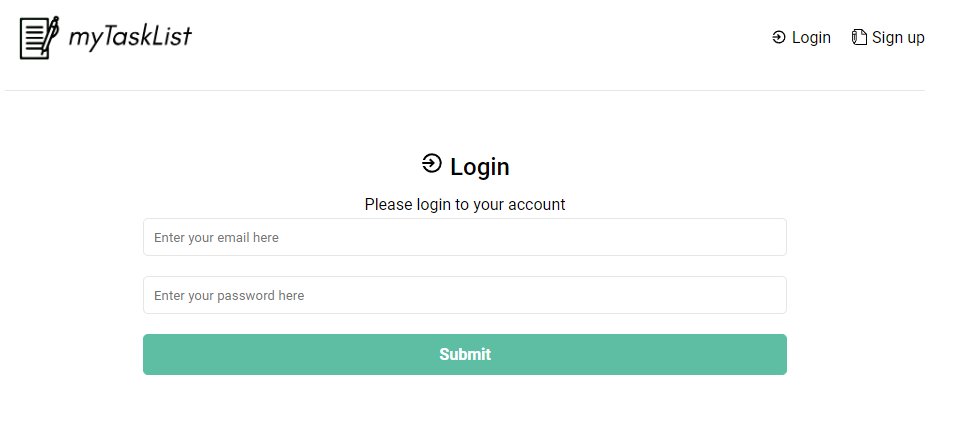 myTaskList
Login
Sign up
Login
Please login to your account
Enter your email here
Enter your password here
Submit